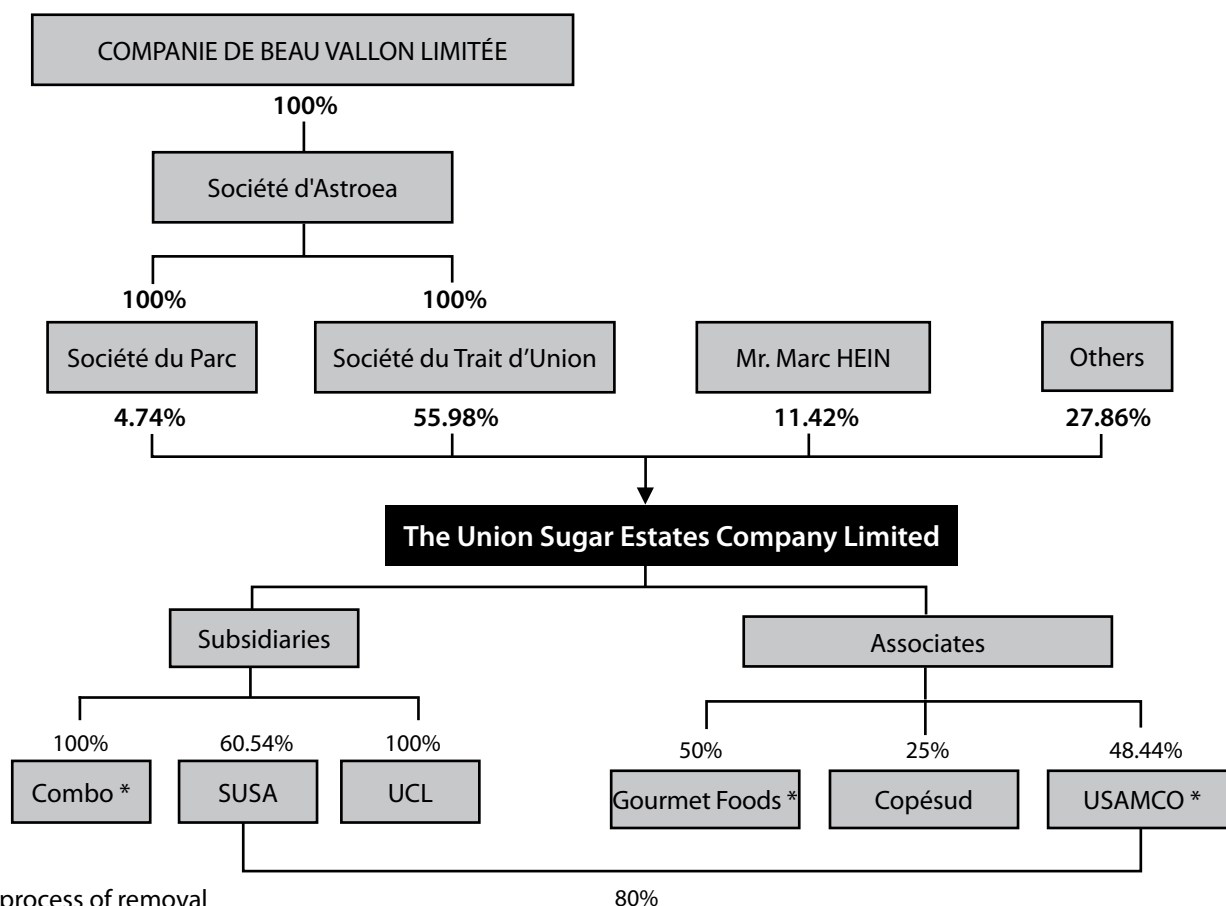 COMPANIE DE BEAU VALLON LIMITÉE
100%
Société d'Astroea
100% 100%
Société du Parc Société du Trait d’Union Mr. Marc HEIN Others
4.74% 55.98% 11.42% 27.86%
The Union Sugar Estates Company Limited
Subsidiaries Associates
100% 60.54% 100% 50% 25% 48.44%
Combo * SUSA UCL Gourmet Foods * Copésud USAMCO *
process of removal 80%